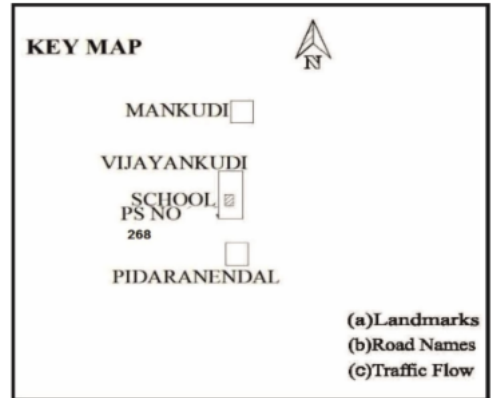 KEY MAP
N
MANKUDI
VIJAYANKUDI
SCHOOL
PS NO
268
PIDARANENDAL
(a)Landmarks
(b)Road Names
(c)Traffic Flow